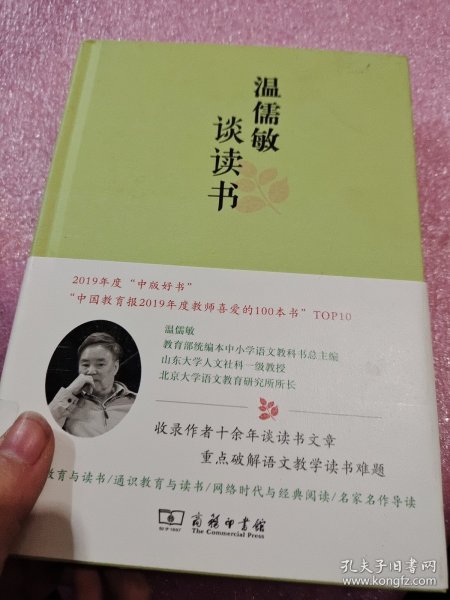 温儒敏
谈读书
2019年度“中版好书”
“中国教育报2019年度教师喜爱的100本书”TOP10
温儒敏
教育部统编本中小学语文教科书总主编
山东大学人文社科一级教授
北京大学语文教育研究所所长
收录作者十余年谈读书文章
重点破解语文教学读书难题
教育与读书/通识教育与读书/网络时代与经典阅读/名家名作导读
始于1897
商务印书馆
The Commercial Press
孔夫子旧书网
www.kongfz.com